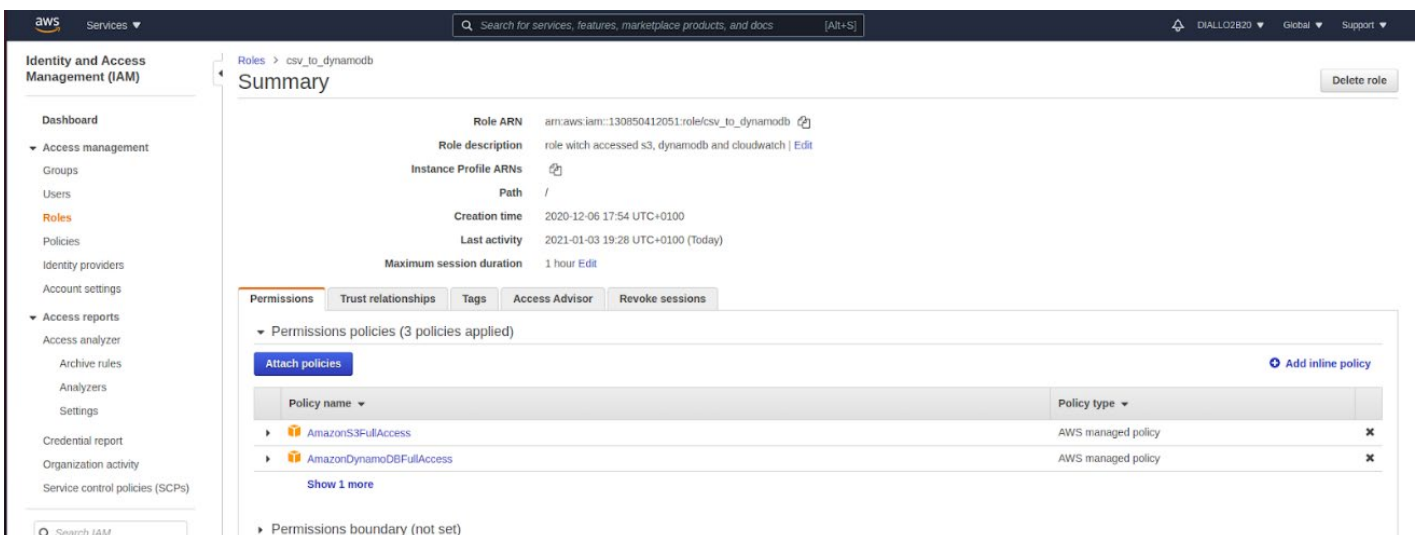 aws Services Search for services, features, marketplace products, and docs [Alt+S] DIALLO2B20 Global Support
Identity and Access
Management (IAM)
Dashboard
Access management
Groups
Users
Roles
Policies
Identity providers
Account settings
Access reports
Access analyzer
Archive rules
Analyzers
Settings
Credential report
Organization activity
Service control policies (SCPs)
Search IAM
Roles > csv_to_dynamodb
Summary
Delete role
Role ARN arn:aws:iam::130850412051:role/csv_to_dynamodb
Role description role witch accessed s3, dynamodb and cloudwatch | Edit
Instance Profile ARNs
Path /
Creation time 2020-12-06 17:54 UTC+0100
Last activity 2021-01-03 19:28 UTC+0100 (Today)
Maximum session duration 1 hour Edit
Permissions Trust relationships Tags Access Advisor Revoke sessions
Permissions policies (3 policies applied)
Attach policies Add inline policy
Policy name Policy type
AmazonS3FullAccess AWS managed policy
AmazonDynamoDBFullAccess AWS managed policy
Show 1 more
Permissions boundary (not set)